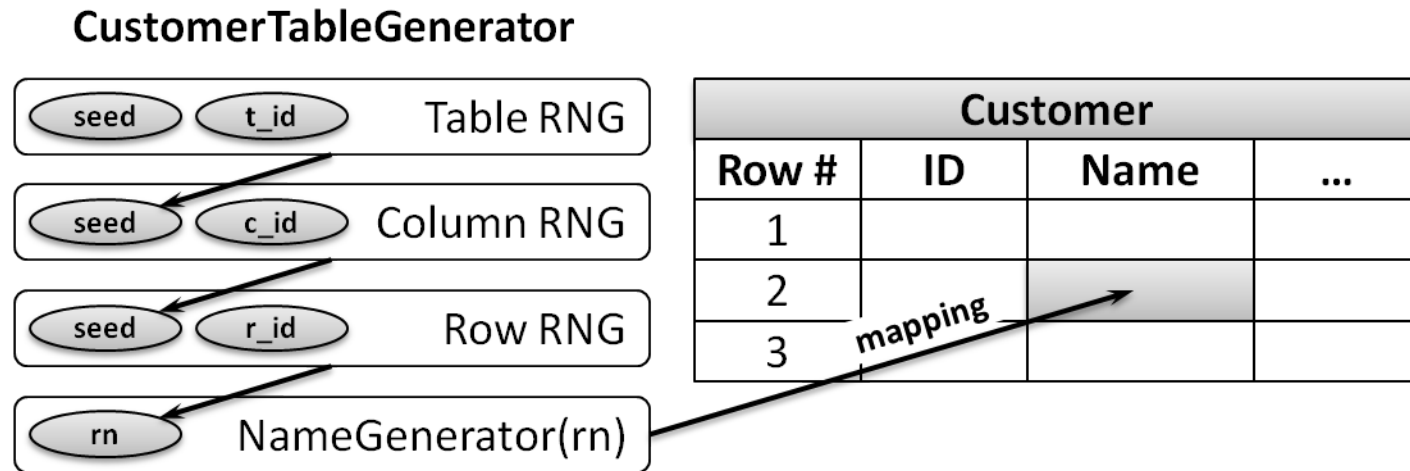 CustomerTableGenerator
seed t_id Table RNG
seed c_id Column RNG
seed r_id Row RNG
rn NameGenerator(rn)
mapping
Customer
Row # ID Name ...
1
2
3